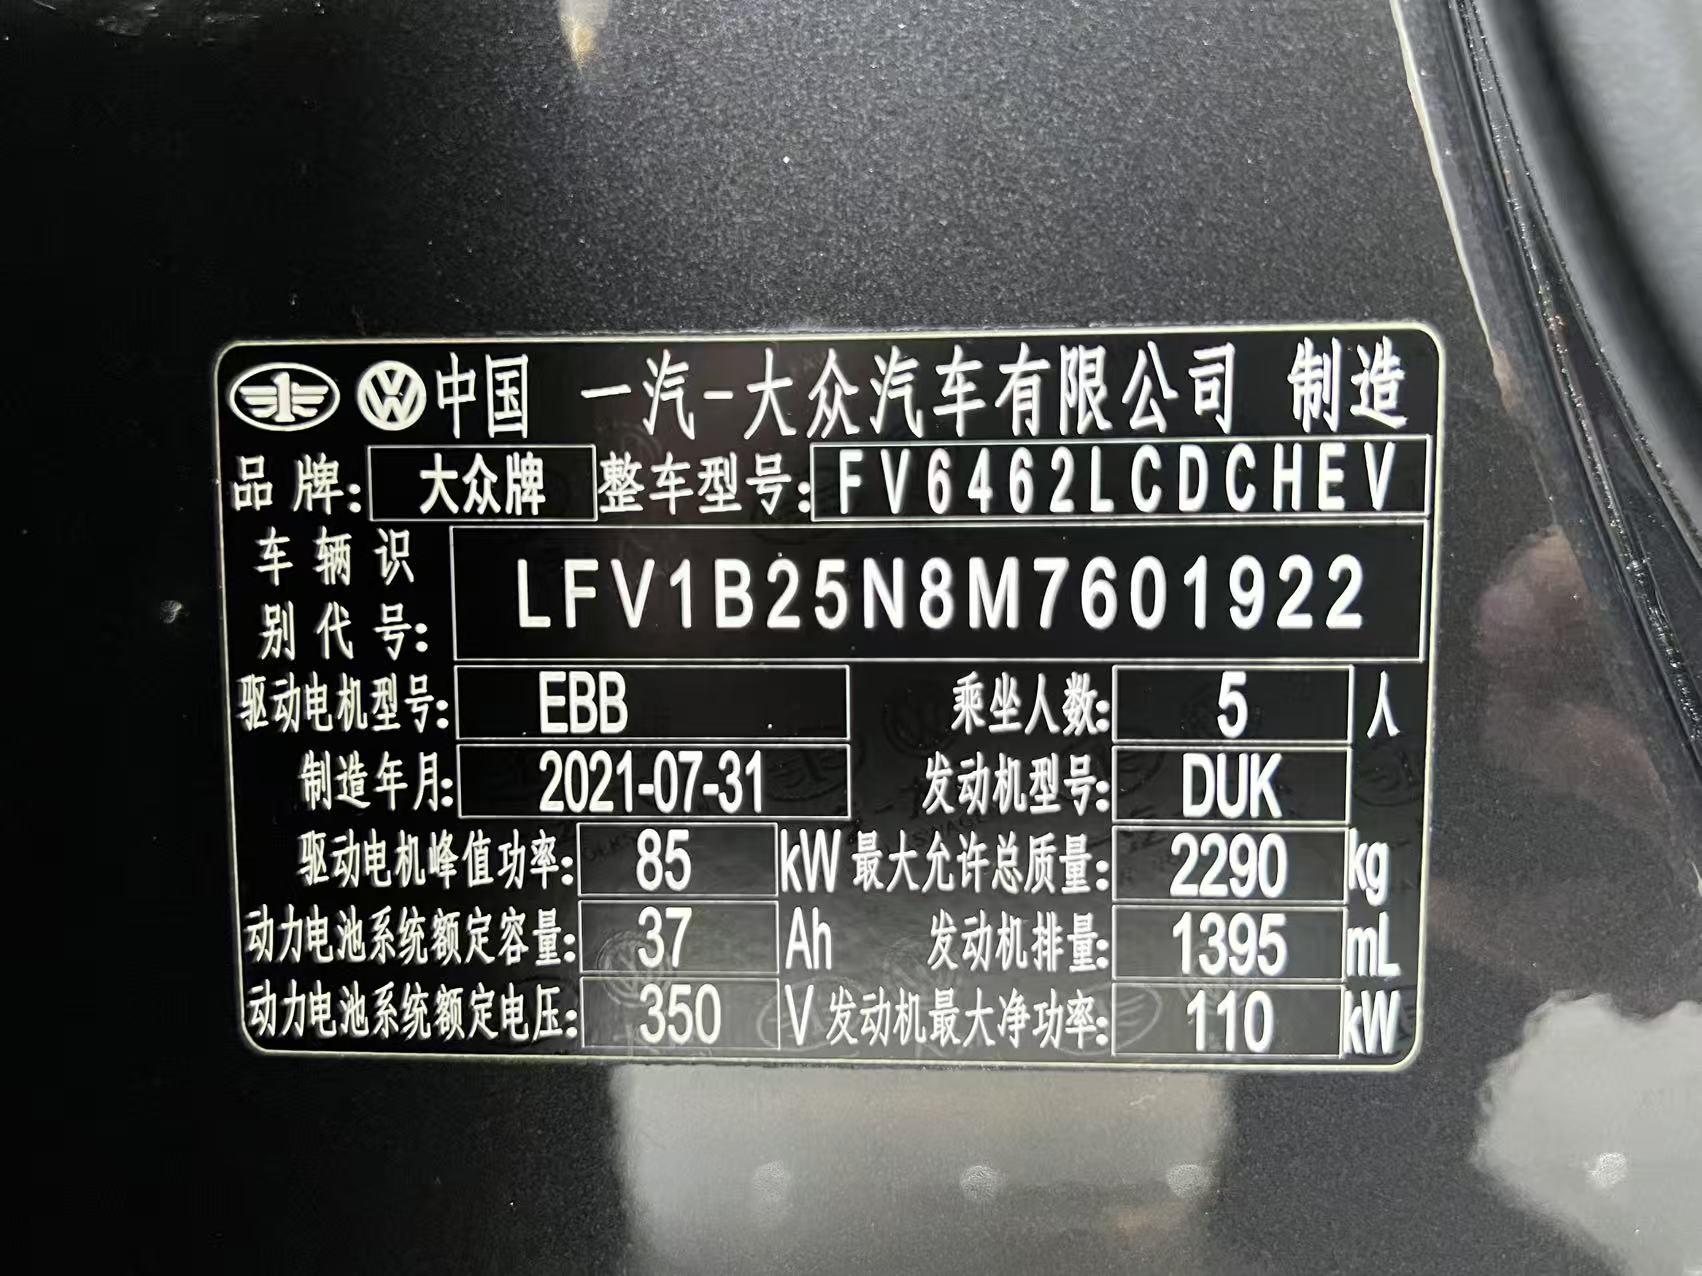 中国 一汽-大众汽车有限公司 制造
品牌: 大众牌 整车型号: FV6462LCDCHEV
车辆识别代号: LFV1B25N8M7601922
驱动电机型号: EBB 乘坐人数: 5 人
制造年月: 2021-07-31 发动机型号: DUK
驱动电机峰值功率: 85 kW 最大允许总质量: 2290 kg
动力电池系统额定容量: 37 Ah 发动机排量: 1395 mL
动力电池系统额定电压: 350 V 发动机最大净功率: 110 kW